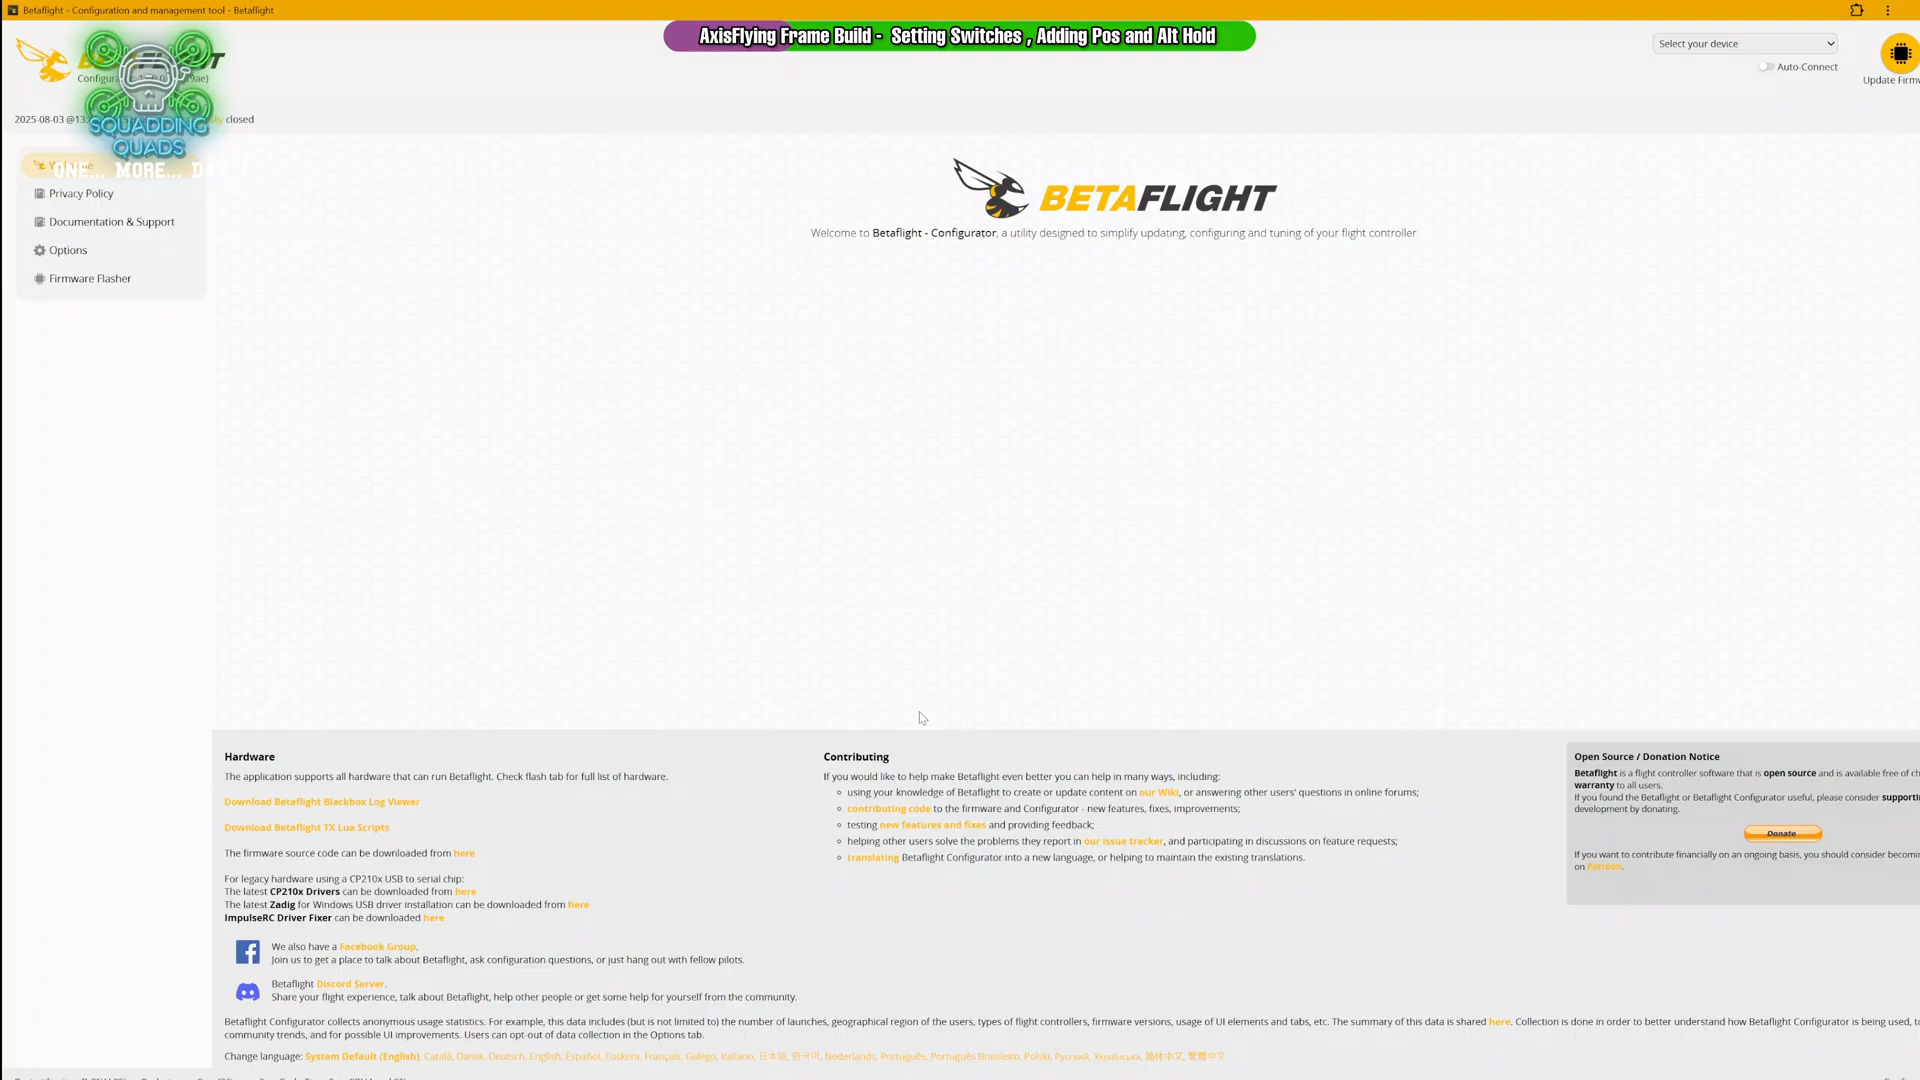 Betaflight - Configuration and management tool - Betaflight
AxisFlying Frame Build - Setting Switches , Adding Pos and Alt Hold
Select your device
Auto-Connect
Update Firmw
SQUADDING
QUADS
2025-08-03 @13: closed
ONE... MORE... DA
Privacy Policy
Documentation & Support
Options
Firmware Flasher
BETAFLIGHT
Welcome to Betaflight - Configurator, a utility designed to simplify updating, configuring and tuning of your flight controller.
Hardware
The application supports all hardware that can run Betaflight. Check flash tab for full list of hardware.
Download Betaflight Blackbox Log Viewer
Download Betaflight TX Lua Scripts
The firmware source code can be downloaded from here
For legacy hardware using a CP210x USB to serial chip:
The latest CP210x Drivers can be downloaded from here
The latest Zadig for Windows USB driver installation can be downloaded from here
ImpulseRC Driver Fixer can be downloaded here
We also have a Facebook Group.
Join us to get a place to talk about Betaflight, ask configuration questions, or just hang out with fellow pilots.
Betaflight Discord Server.
Share your flight experience, talk about Betaflight, help other people or get some help for yourself from the community.
Contributing
If you would like to help make Betaflight even better you can help in many ways, including:
using your knowledge of Betaflight to create or update content on our Wiki, or answering other users' questions in online forums;
contributing code to the firmware and Configurator - new features, fixes, improvements;
testing new features and fixes and providing feedback;
helping other users solve the problems they report in our issue tracker, and participating in discussions on feature requests;
translating Betaflight Configurator into a new language, or helping to maintain the existing translations.
Open Source / Donation Notice
Betaflight is a flight controller software that is open source and is available free of ch
warranty to all users.
If you found the Betaflight or Betaflight Configurator useful, please consider supportin
development by donating.
Donate
If you want to contribute financially on an ongoing basis, you should consider becomin
on Patreon.
Betaflight Configurator collects anonymous usage statistics. For example, this data includes (but is not limited to) the number of launches, geographical region of the users, types of flight controllers, firmware versions, usage of UI elements and tabs, etc. The summary of this data is shared here. Collection is done in order to better understand how Betaflight Configurator is being used,
community trends, and for possible UI improvements. Users can opt-out of data collection in the Options tab.
Change language: System Default (English), Català, Dansk, Deutsch, English, Español, Euskera, Français, Galego, Italiano, 日本語, 한국어, Nederlands, Português, Português Brasileiro, Polski, Русский, Українська, 简体中文, 繁體中文